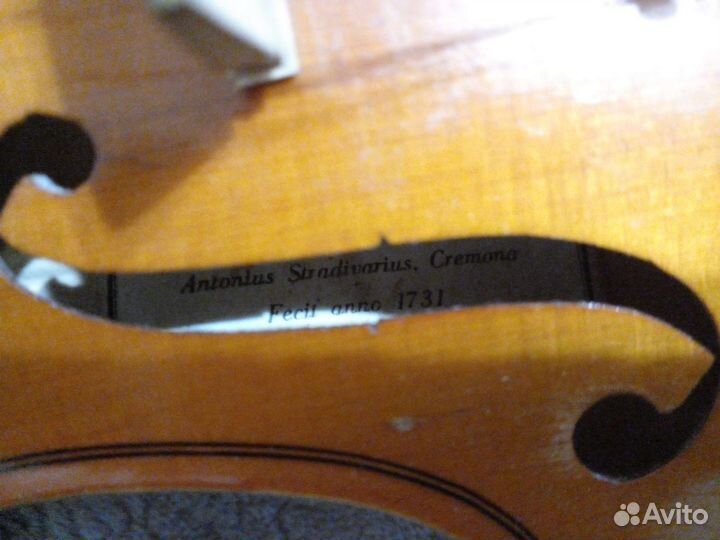 Antonius Stradivarius, Cremona
Fecit anno 1731
Avito